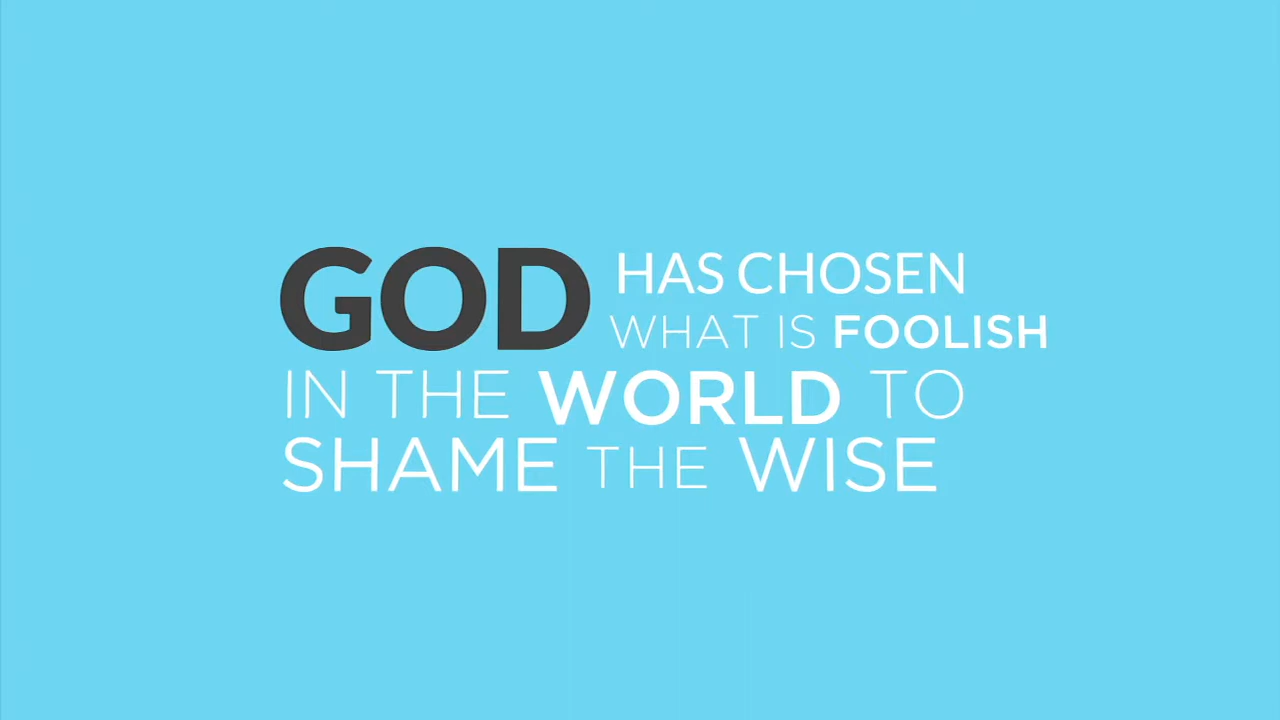 GOD HAS CHOSEN
WHAT IS FOOLISH
IN THE WORLD TO
SHAME THE WISE